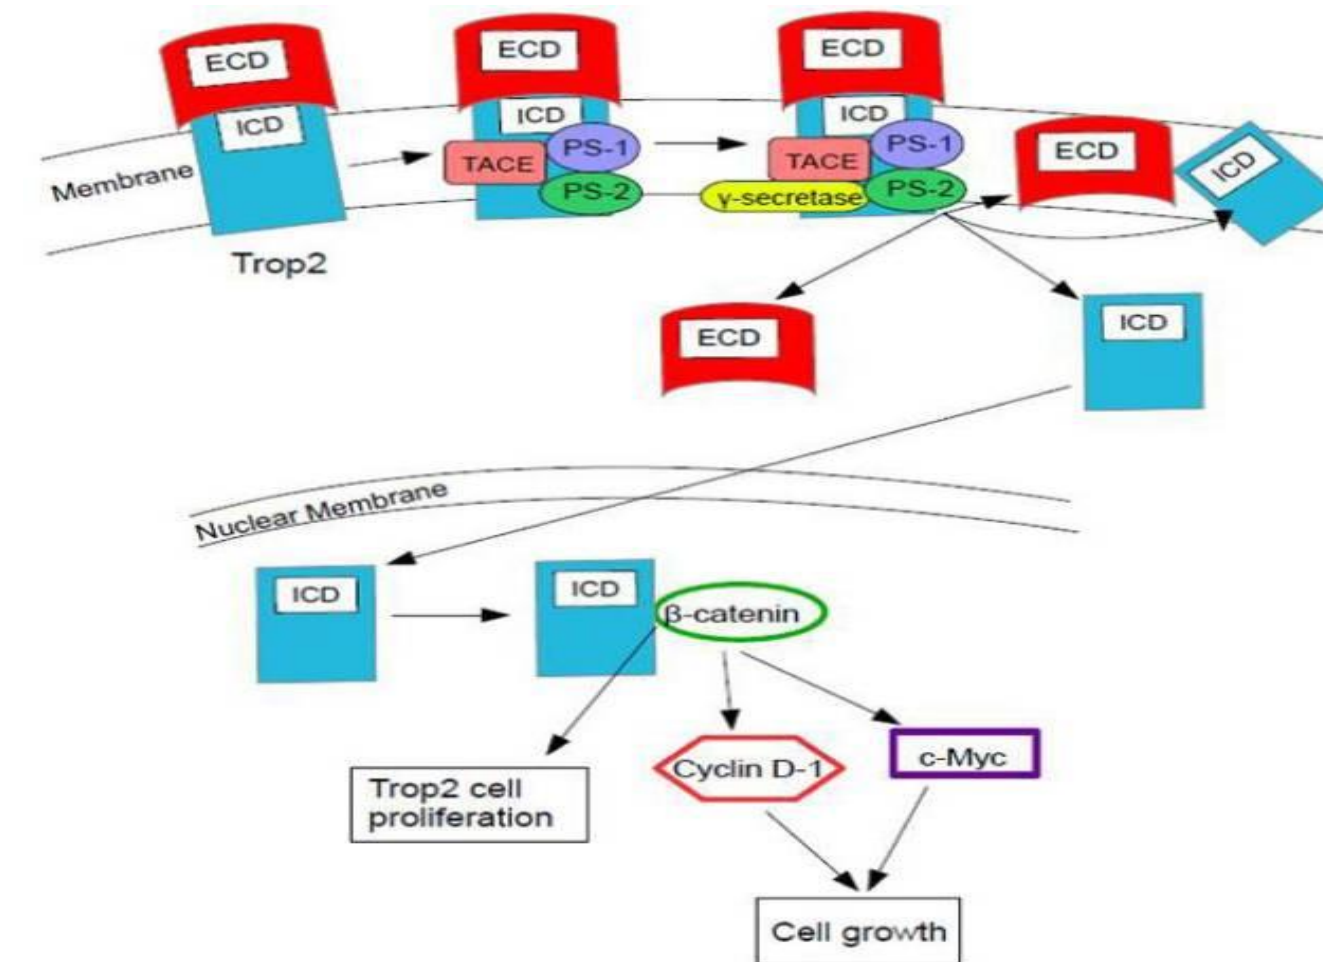 ECD
ECD
ECD
ICD
ICD
ICD
TACE
PS-1
PS-2
TACE
PS-1
PS-2
γ-secretase
ECD
ICD
Membrane
Trop2
ECD
ICD
Nuclear Membrane
ICD
ICD
β-catenin
Trop2 cell
proliferation
Cyclin D-1
c-Myc
Cell growth